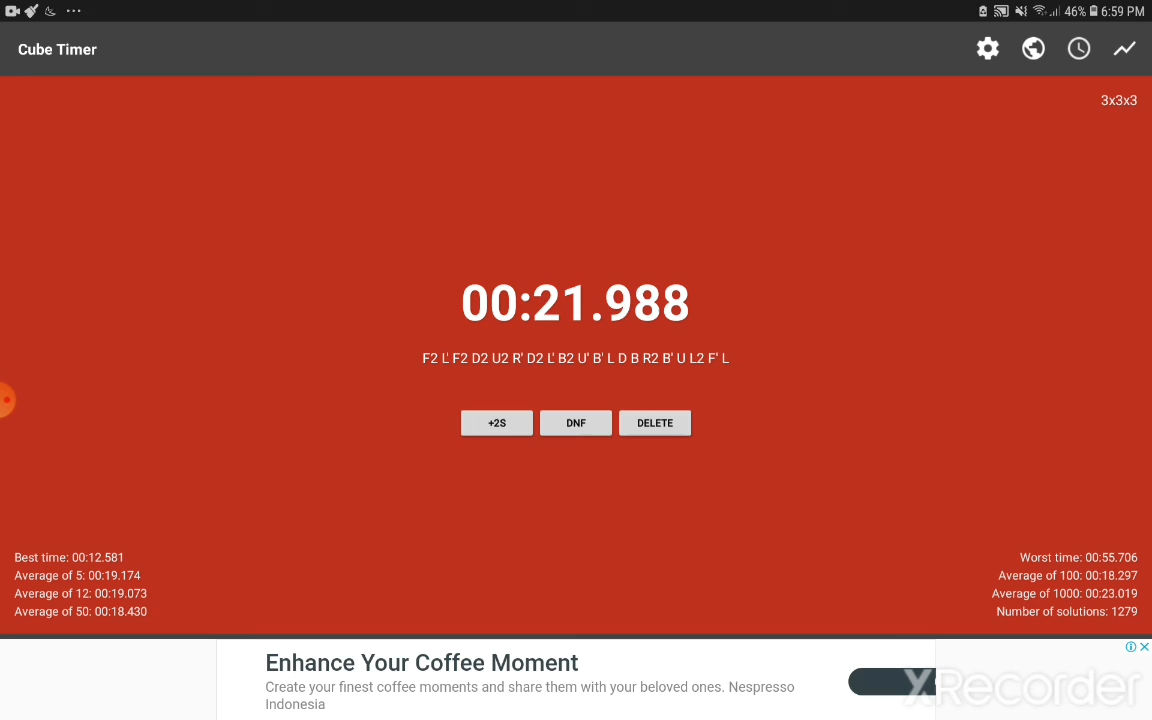 46% 6:59 PM
Cube Timer
3x3x3
00:21.988
F2 L' F2 D2 U2 R' D2 L' B2 U' B' L D B R2 B' U L2 F' L
+2S DNF DELETE
Best time: 00:12.581
Average of 5: 00:19.174
Average of 12: 00:19.073
Average of 50: 00:18.430
Worst time: 00:55.706
Average of 100: 00:18.297
Average of 1000: 00:23.019
Number of solutions: 1279
Enhance Your Coffee Moment
Create your finest coffee moments and share them with your beloved ones. Nespresso
Indonesia
XRecorder